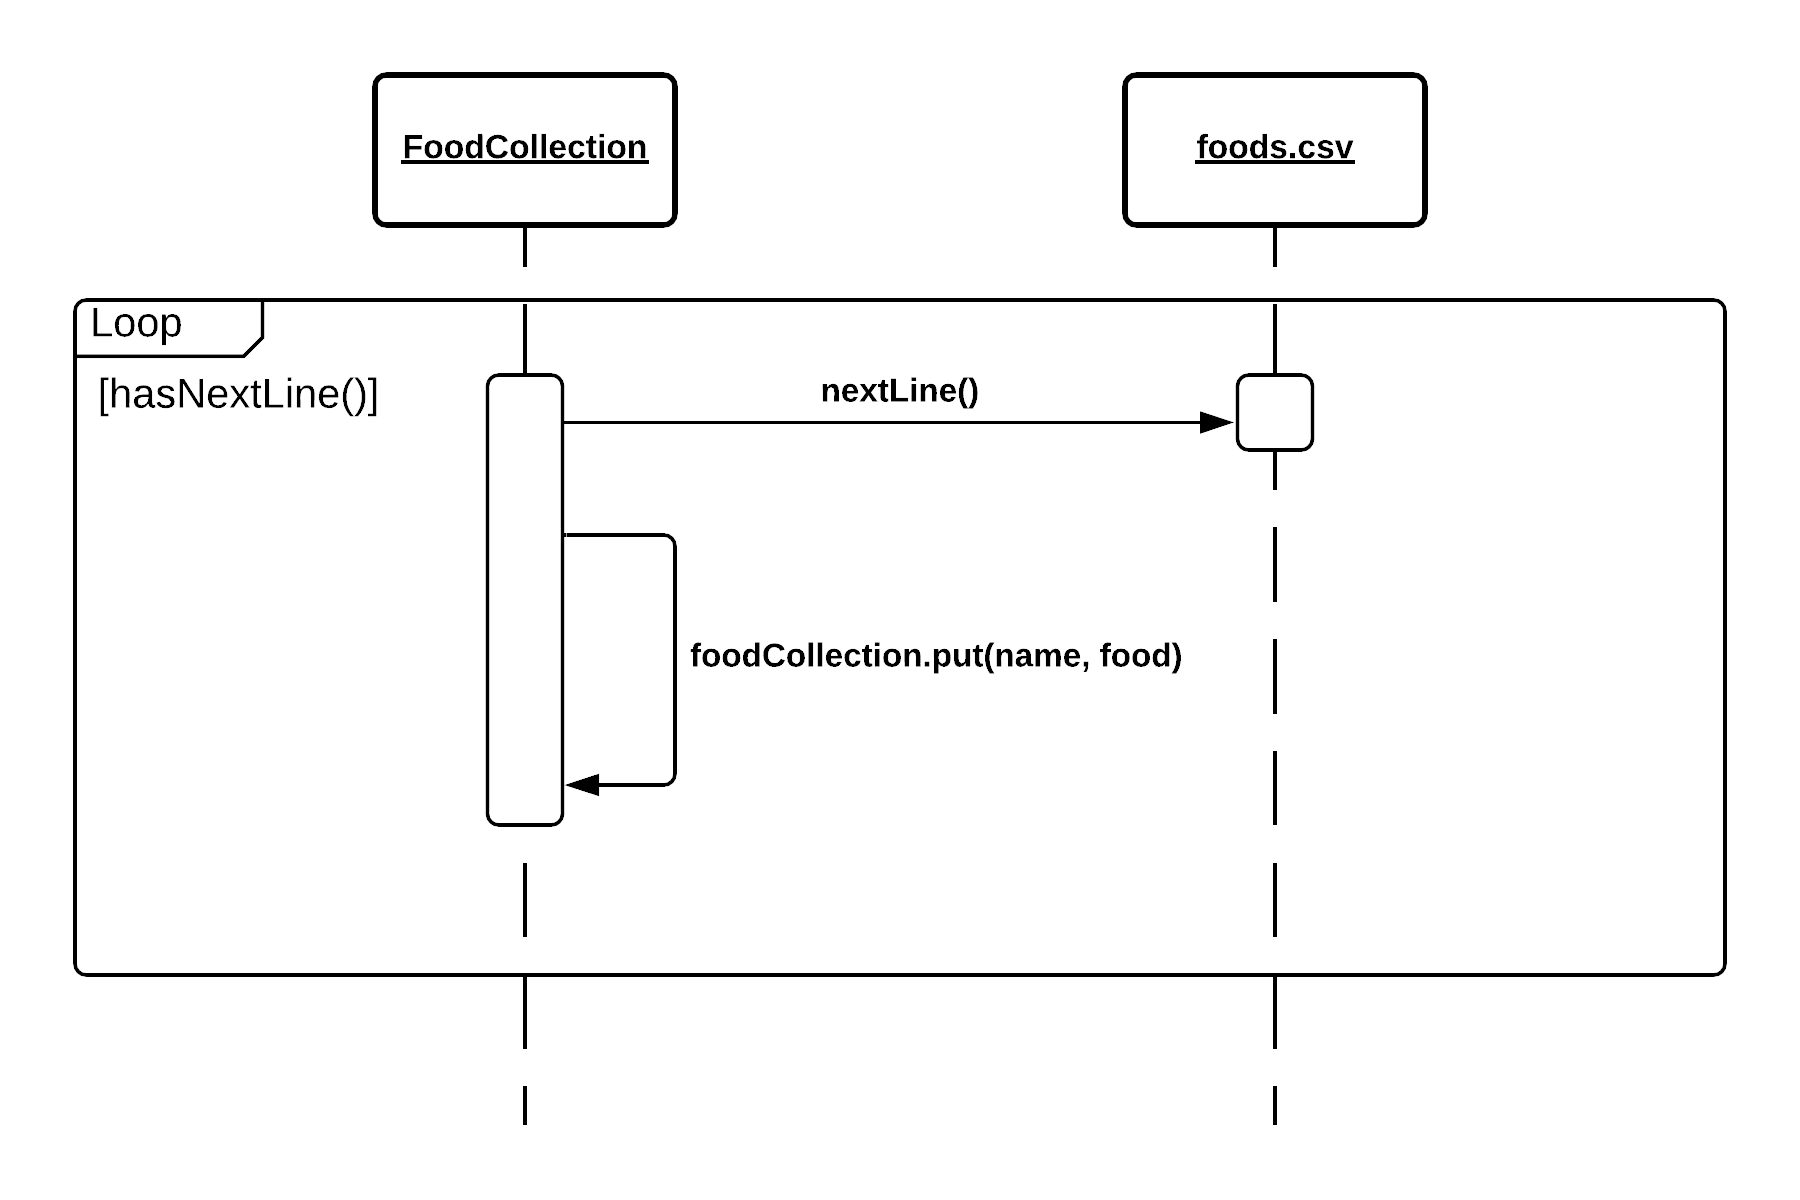 FoodCollection
foods.csv
Loop
[hasNextLine()]
nextLine()
foodCollection.put(name, food)